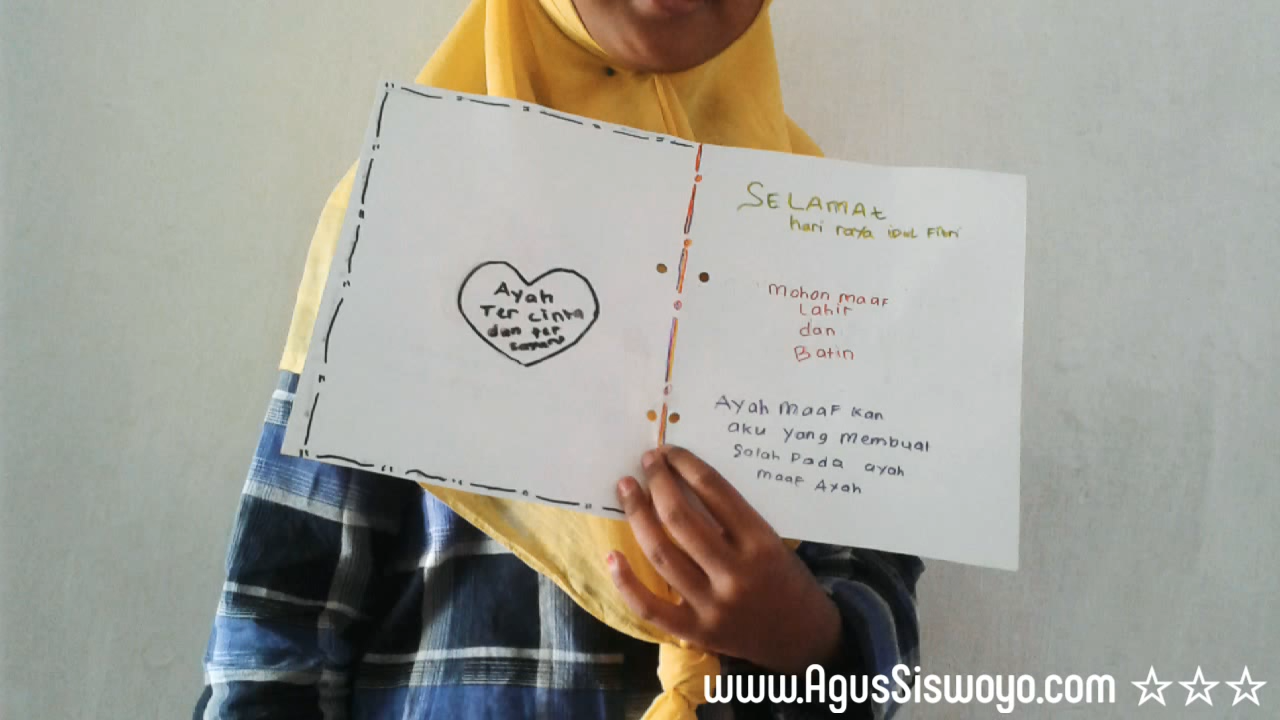 Ayah
Ter cinta
dan ter
sayang
SELAMAt
hari raya iDUL Fitri
Mohon maaF
Lahir
dan
Batin
Ayah maaF kan
aku yang membuat
Salah Pada ayah
maaF Ayah
www.AgusSiswoyo.com